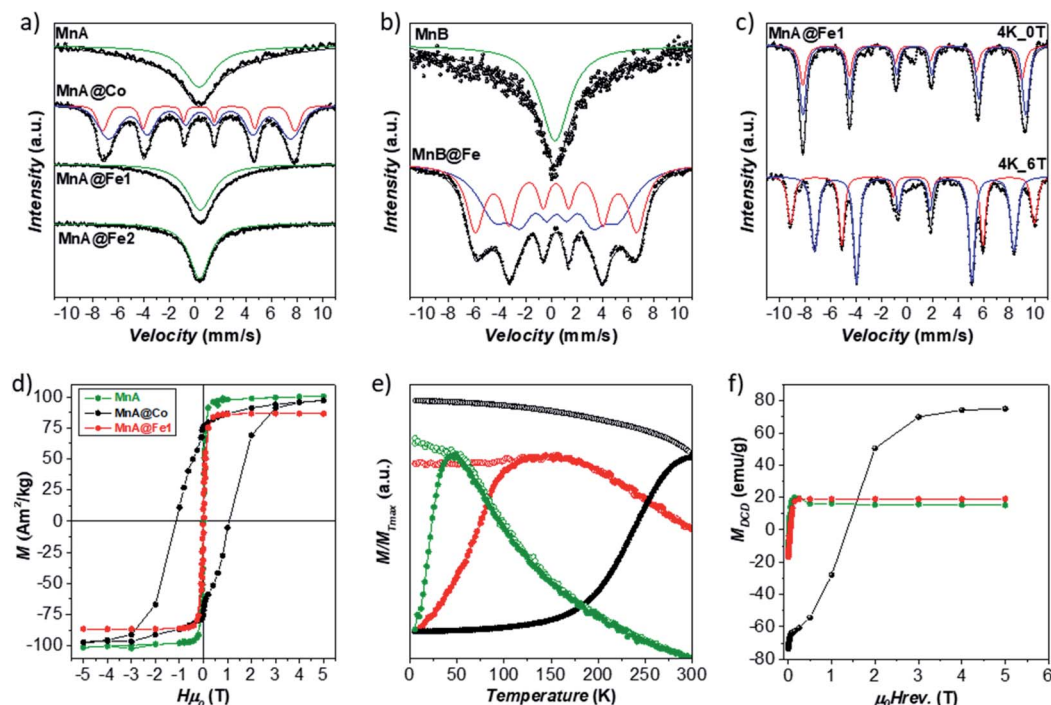 a)
MnA
MnA@Co
MnA@Fe1
MnA@Fe2
Intensity (a.u.)
-10 -8 -6 -4 -2 0 2 4 6 8 10
Velocity (mm/s)
b)
MnB
MnB@Fe
Intensity (a.u.)
-10 -8 -6 -4 -2 0 2 4 6 8 10
Velocity (mm/s)
c)
MnA@Fe1
4K_0T
4K_6T
Intensity (a.u.)
-10 -8 -6 -4 -2 0 2 4 6 8 10
Velocity (mm/s)
d)
MnA
MnA@Co
MnA@Fe1
100
75
50
25
0
-25
-50
-75
-100
M (Am²/kg)
-5 -4 -3 -2 -1 0 1 2 3 4 5
Hμ₀ (T)
e)
M/M_Tmax (a.u.)
0 50 100 150 200 250 300
Temperature (K)
f)
80
60
40
20
0
-20
-40
-60
-80
M_DCD (emu/g)
0 1 2 3 4 5 6
μ₀Hrev. (T)